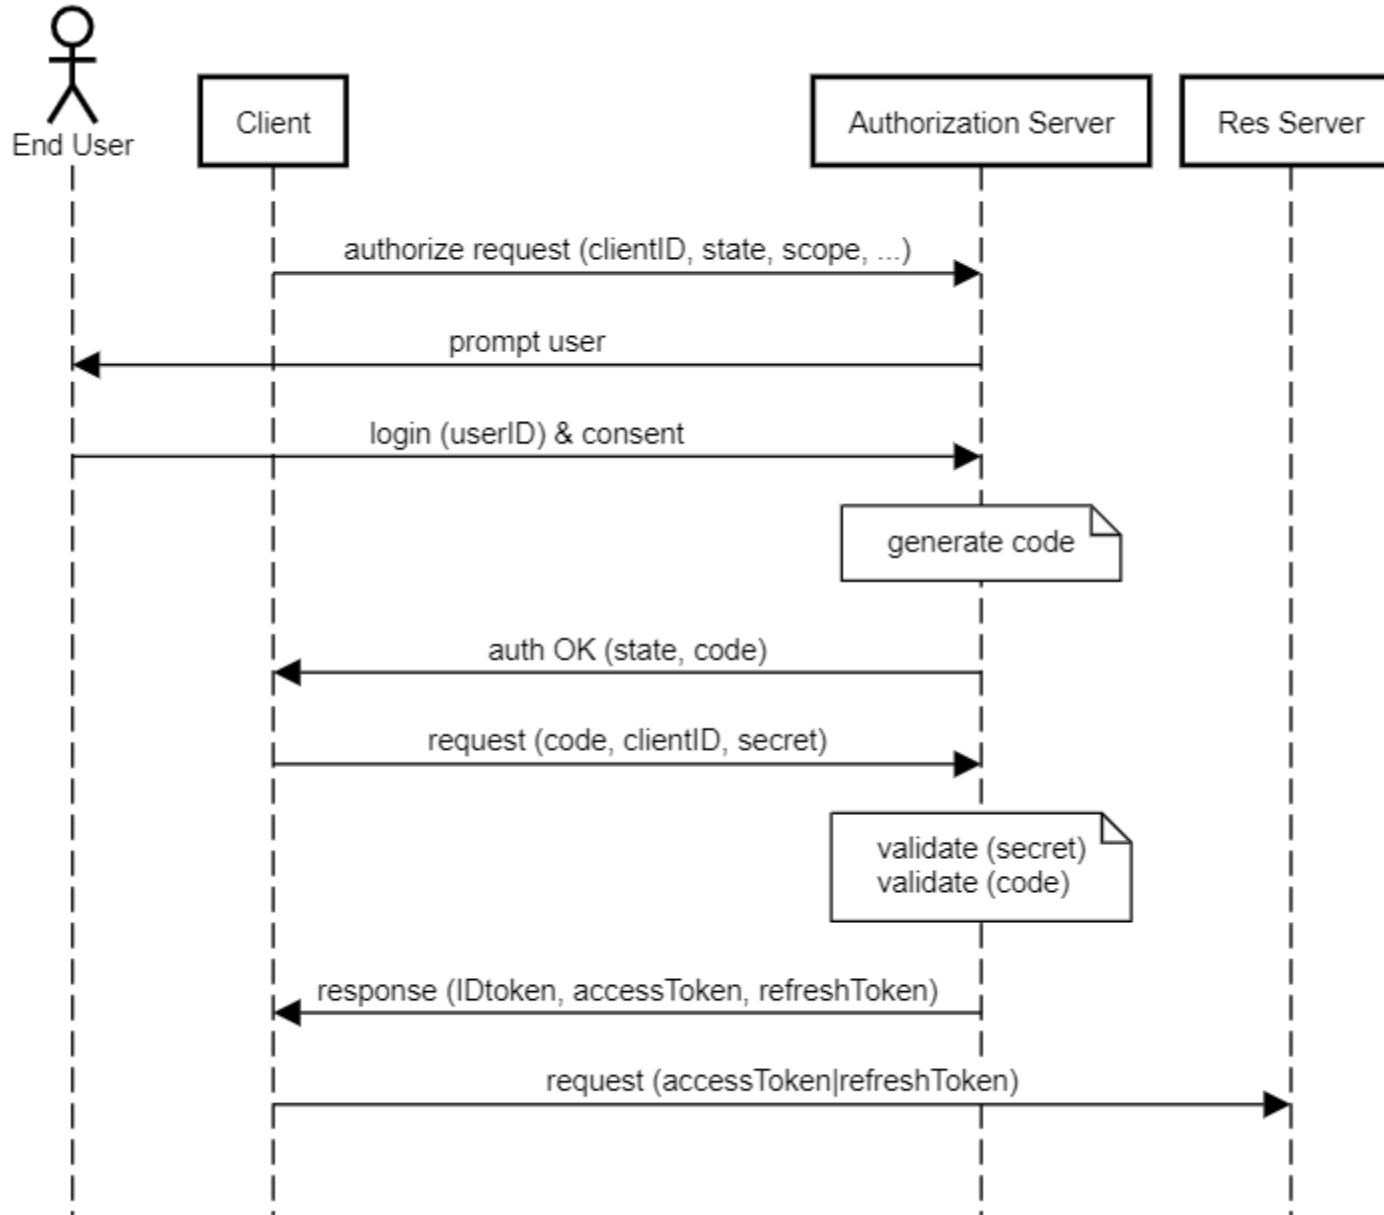 End User
Client
Authorization Server
Res Server
authorize request (clientID, state, scope, ...)
prompt user
login (userID) & consent
generate code
auth OK (state, code)
request (code, clientID, secret)
validate (secret)
validate (code)
response (IDtoken, accessToken, refreshToken)
request (accessToken|refreshToken)